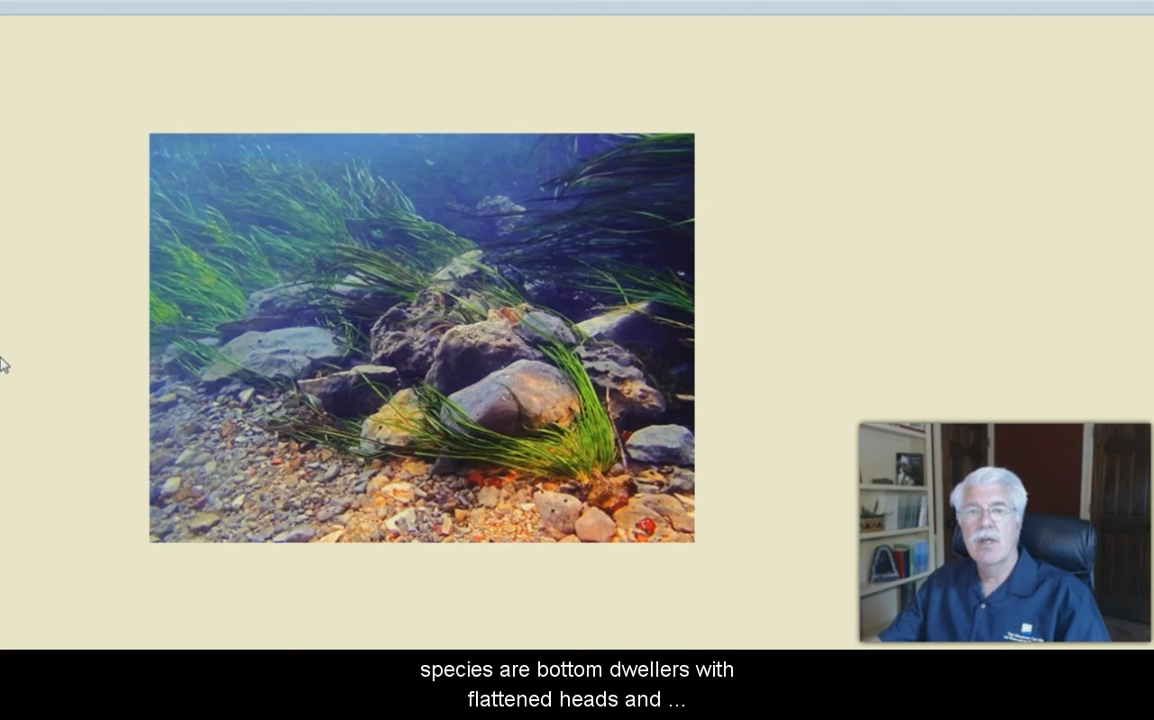 species are bottom dwellers with
flattened heads and ...